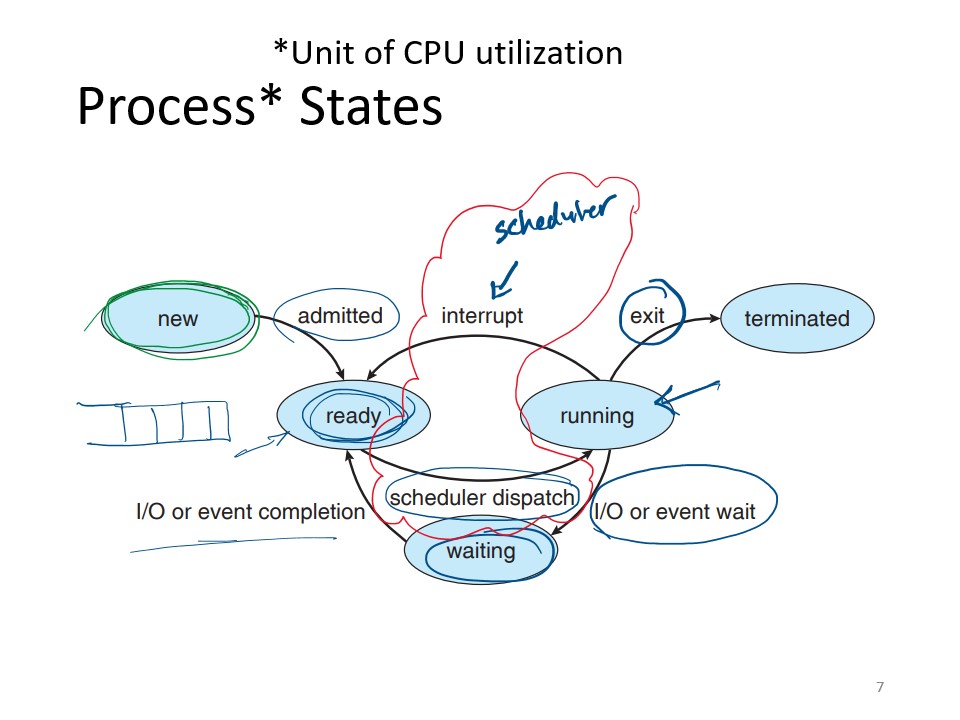 *Unit of CPU utilization
Process* States
scheduler
new
admitted
interrupt
exit
terminated
ready
running
scheduler dispatch
I/O or event completion
I/O or event wait
waiting
7